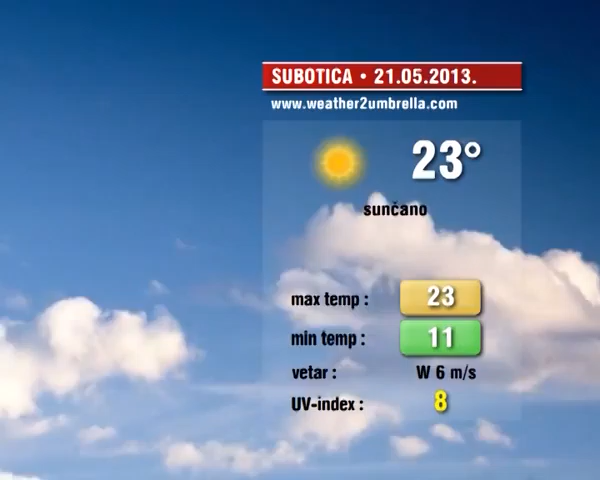 SUBOTICA • 21.05.2013.
www.weather2umbrella.com
23°
sunčano
max temp : 23
min temp : 11
vetar : W 6 m/s
UV-index : 8